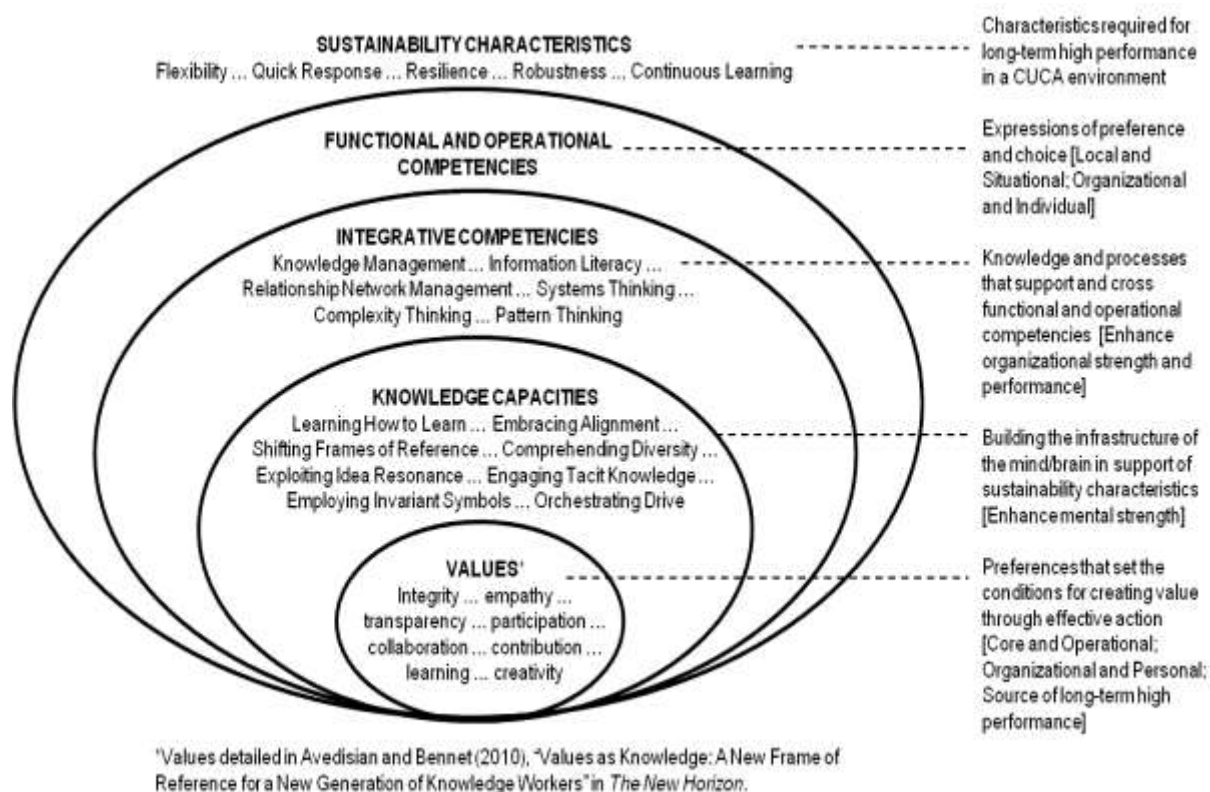 SUSTAINABILITY CHARACTERISTICS
Flexibility ... Quick Response ... Resilience ... Robustness ... Continuous Learning
Characteristics required for
long-term high performance
in a CUCA environment
FUNCTIONAL AND OPERATIONAL
COMPETENCIES
Expressions of preference
and choice [Local and
Situational; Organizational
and Individual]
INTEGRATIVE COMPETENCIES
Knowledge Management ... Information Literacy ...
Relationship Network Management ... Systems Thinking ...
Complexity Thinking ... Pattern Thinking
Knowledge and processes
that support and cross
functional and operational
competencies [Enhance
organizational strength and
performance]
KNOWLEDGE CAPACITIES
Learning How to Learn ... Embracing Alignment ...
Shifting Frames of Reference ... Comprehending Diversity ...
Exploiting Idea Resonance ... Engaging Tacit Knowledge ...
Employing Invariant Symbols ... Orchestrating Drive
Building the infrastructure of
the mind/brain in support of
sustainability characteristics
[Enhance mental strength]
VALUES*
Integrity ... empathy ...
transparency ... participation ...
collaboration ... contribution ...
learning ... creativity
Preferences that set the
conditions for creating value
through effective action
[Core and Operational;
Organizational and Personal;
Source of long-term high
performance]
*Values detailed in Avedisian and Bennet (2010), "Values as Knowledge: A New Frame of
Reference for a New Generation of Knowledge Workers" in The New Horizon.